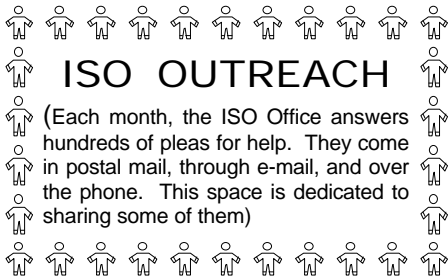 ISO OUTREACH
(Each month, the ISO Office answers
hundreds of pleas for help. They come
in postal mail, through e-mail, and over
the phone. This space is dedicated to
sharing some of them)